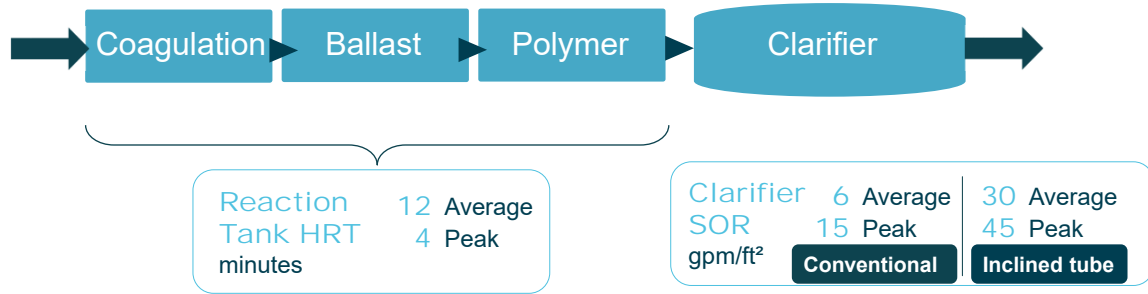 Coagulation Ballast Polymer Clarifier
Reaction 12 Average
Tank HRT 4 Peak
minutes
Clarifier 6 Average 30 Average
SOR 15 Peak 45 Peak
gpm/ft² Conventional Inclined tube